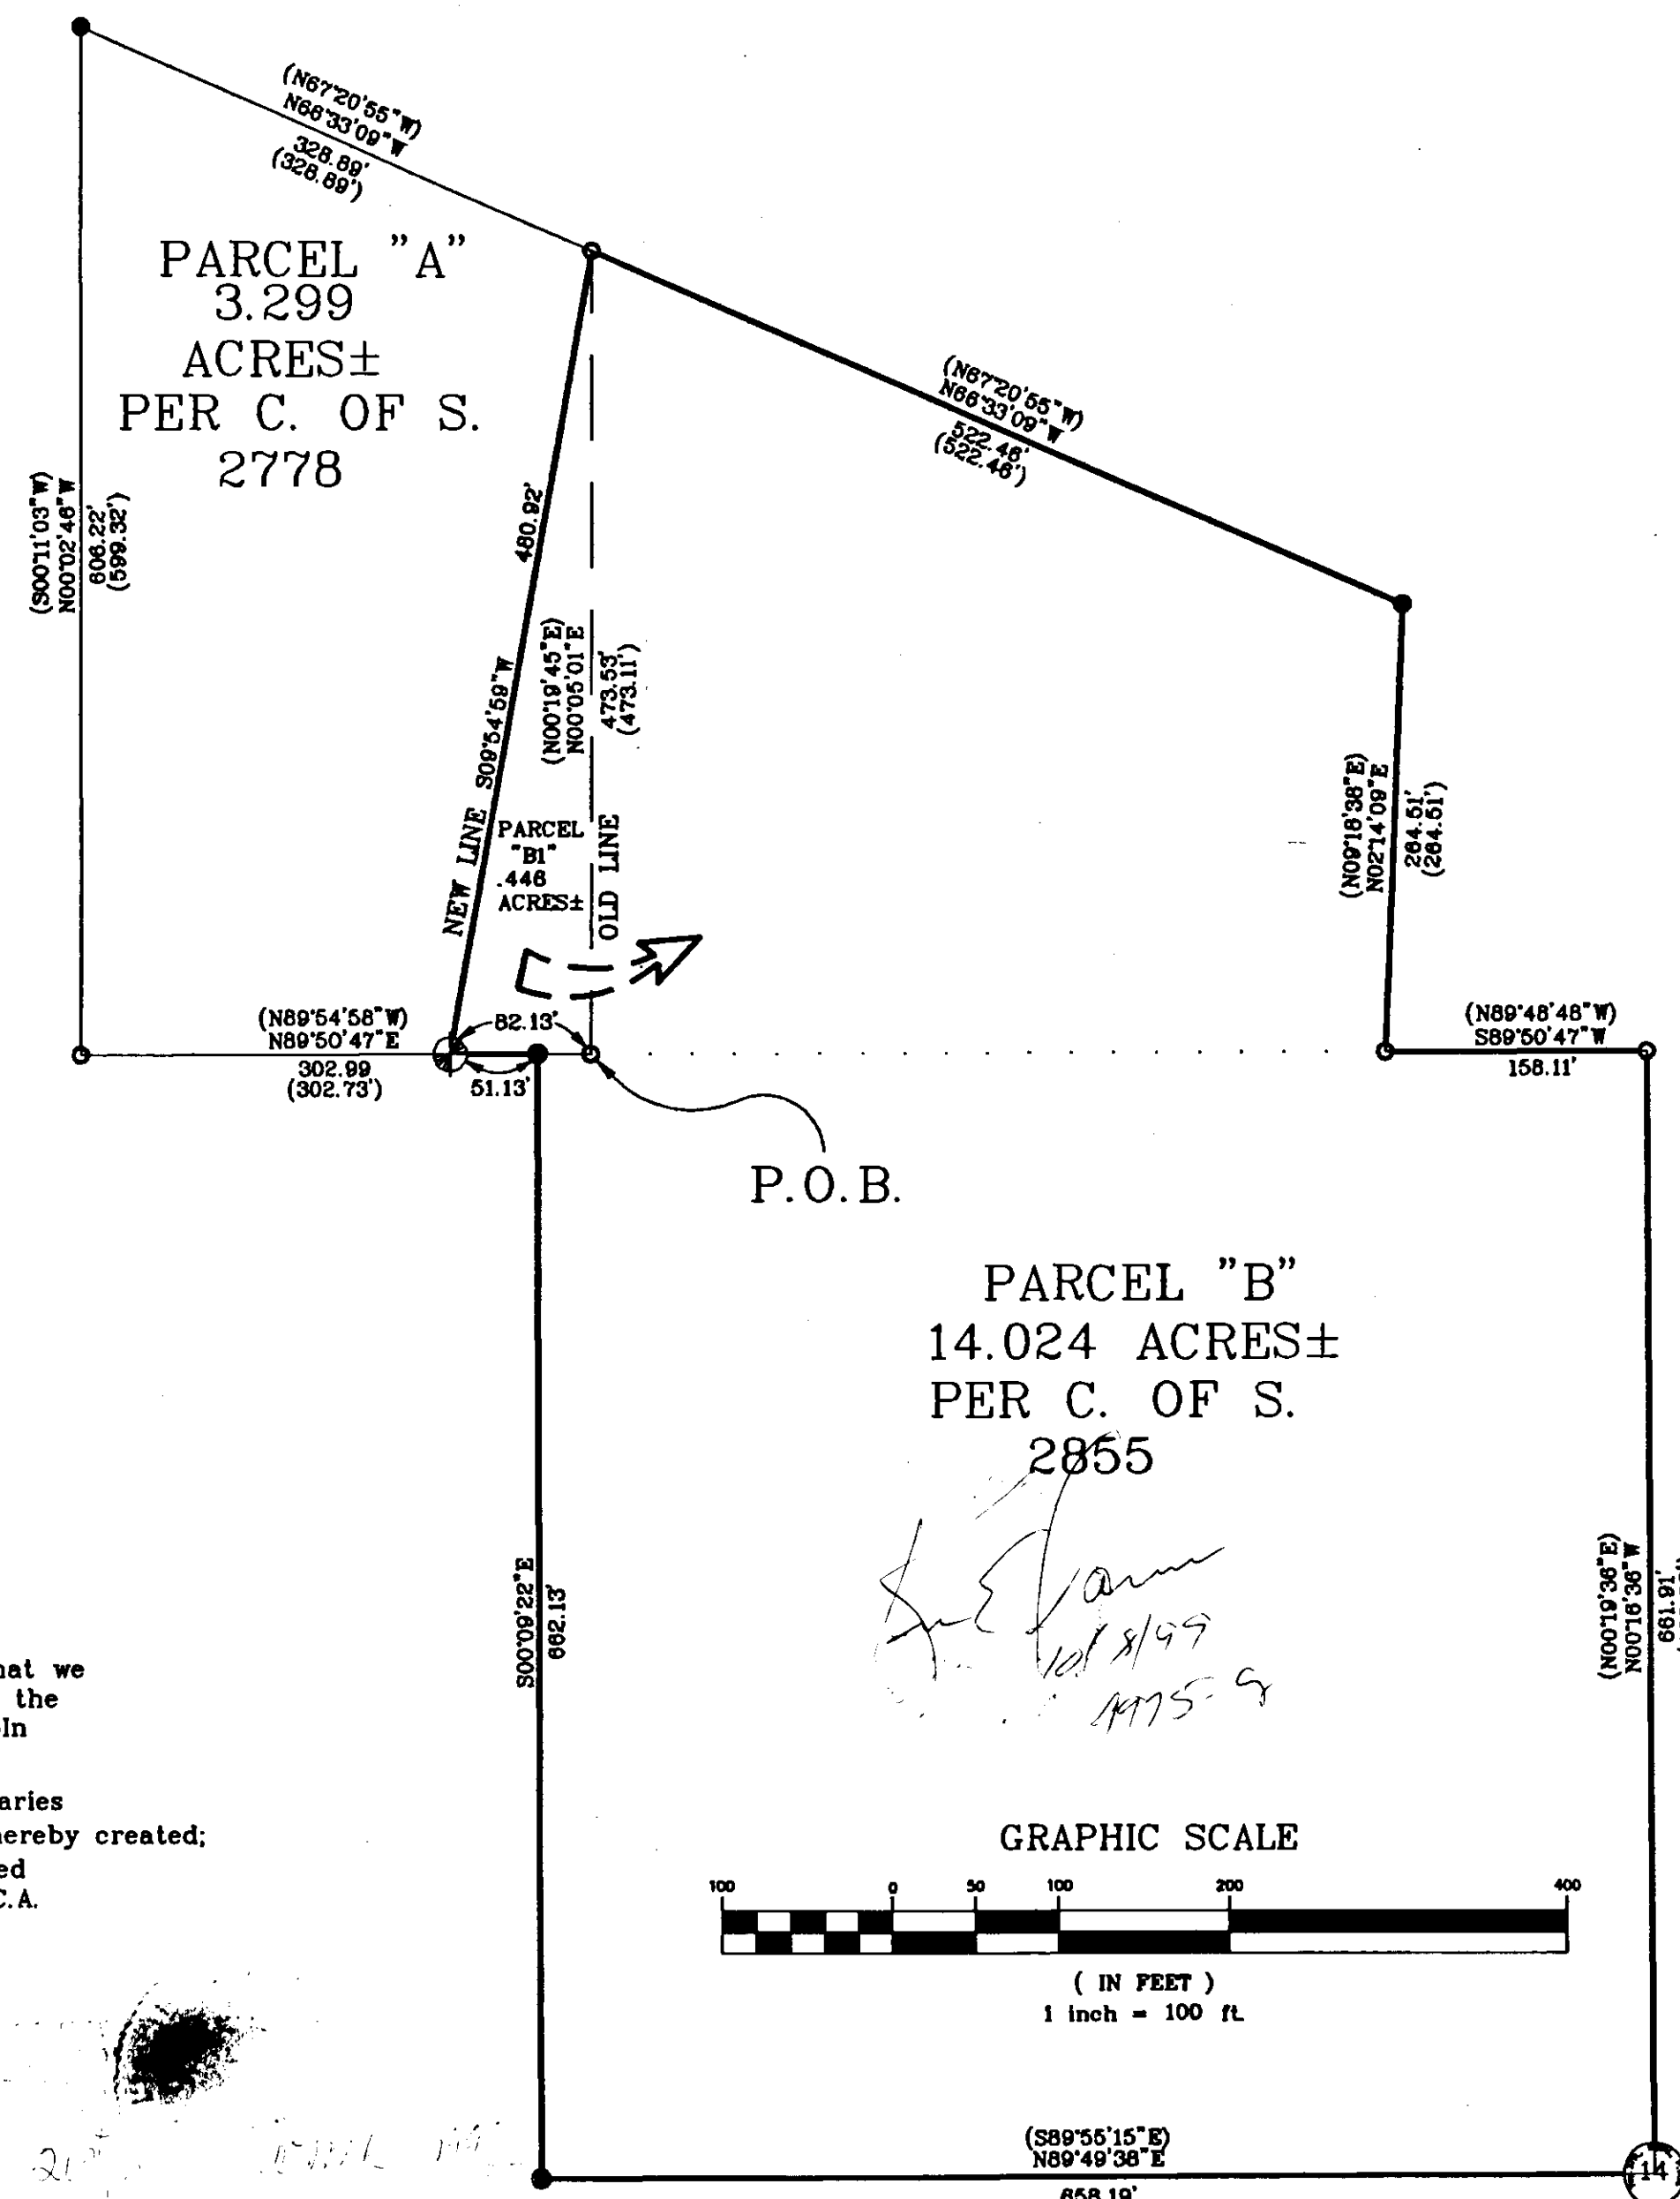 (N67°20'55"W)
N66°33'09"W
328.89'
(328.89')
PARCEL "A"
3.299
ACRES±
PER C. OF S.
2778
(S00°11'03"W)
N00°02'46"W
606.22'
(599.32')
480.92'
NEW LINE S09°54'59"W
(N67°20'55"W)
N66°33'09"W
522.46'
(522.46')
(N00°19'45"E)
N00°05'01"E
473.53'
(473.11')
OLD LINE
PARCEL
"B1"
.446
ACRES±
(N09°18'38"E)
N02°14'09"E
264.51'
(264.51')
(N89°54'58"W)
N89°50'47"E
302.99
(302.73')
82.13'
51.13'
(N89°48'48"W)
S89°50'47"W
158.11'
P.O.B.
PARCEL "B"
14.024 ACRES±
PER C. OF S.
2855
10/8/99
S00°09'22"E
662.13'
(N00°19'36"E)
N00°16'36"W
661.91'
hat we
the
In
aries
hereby created;
ed
C.A.
GRAPHIC SCALE
100 0 50 100 200 400
( IN FEET )
1 inch = 100 ft.
(S89°55'15"E)
N89°49'38"E
658.19'
14